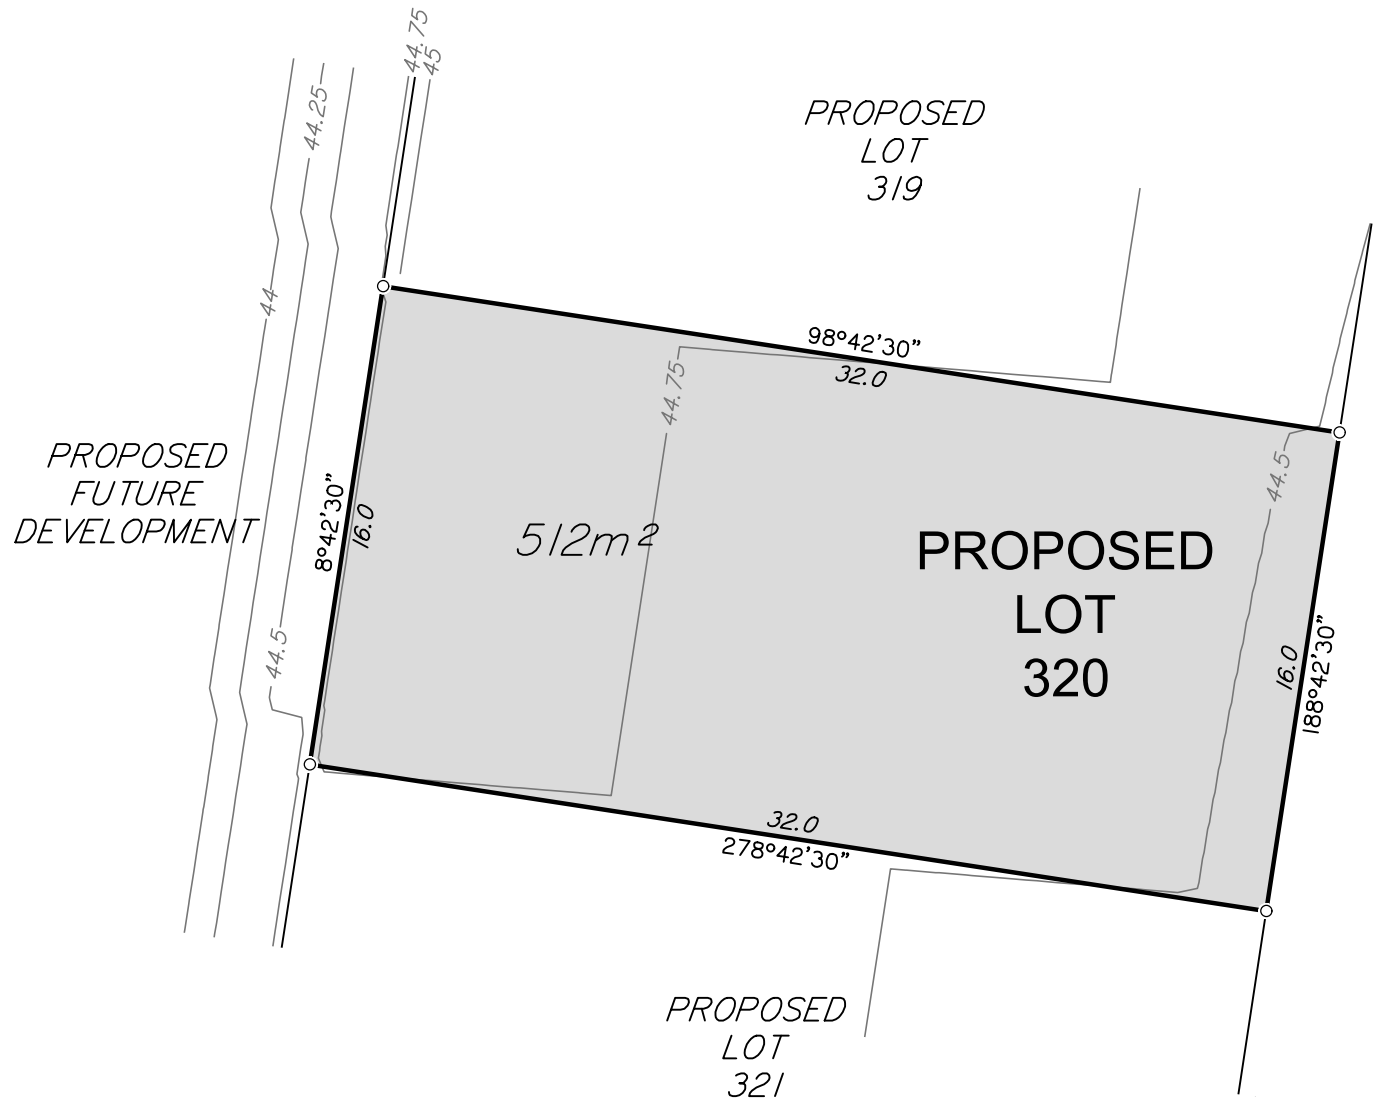 44.75
45
44.25
PROPOSED
LOT
319
44
98°42'30"
32.0
44.75
PROPOSED
FUTURE
DEVELOPMENT
8°42'30"
16.0
44.5
512m²
PROPOSED
LOT
320
44.5
16.0
188°42'30"
32.0
278°42'30"
PROPOSED
LOT
321